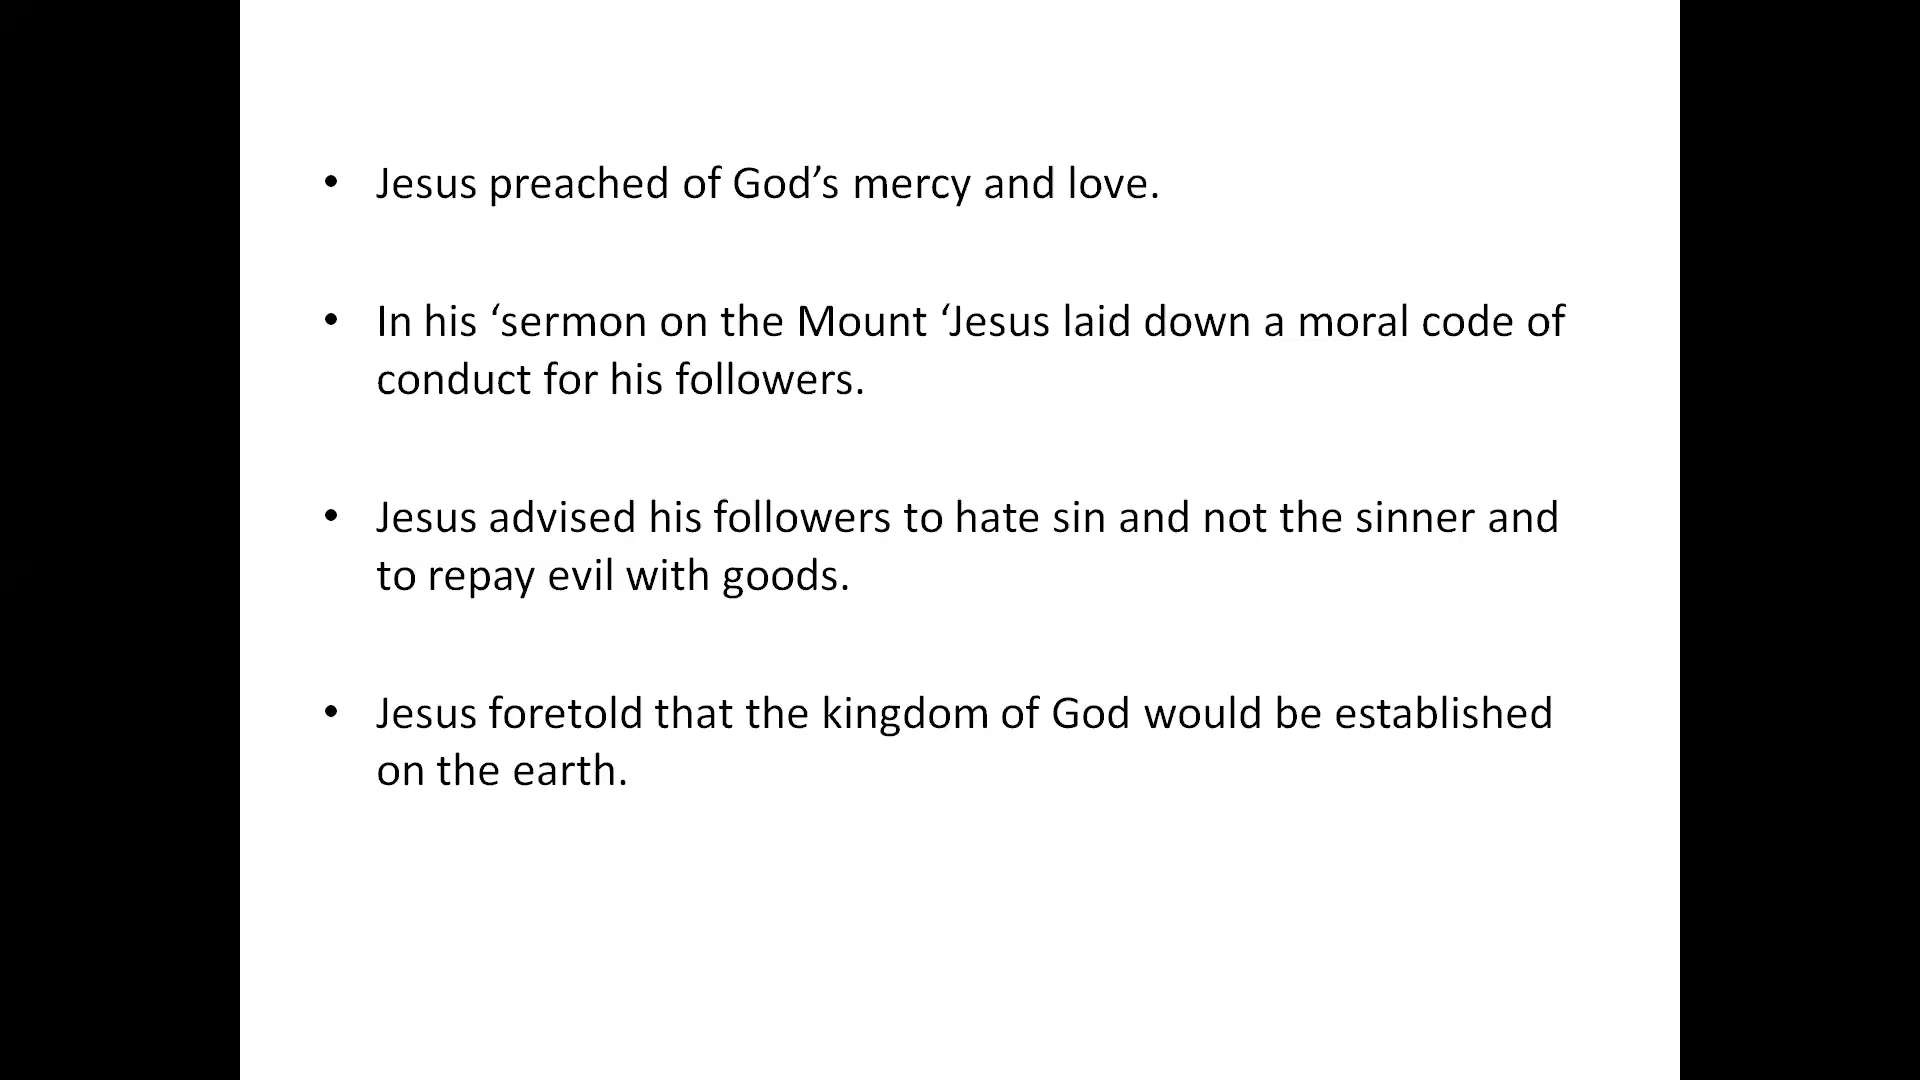 • Jesus preached of God’s mercy and love.
• In his ‘sermon on the Mount ‘Jesus laid down a moral code of
conduct for his followers.
• Jesus advised his followers to hate sin and not the sinner and
to repay evil with goods.
• Jesus foretold that the kingdom of God would be established
on the earth.